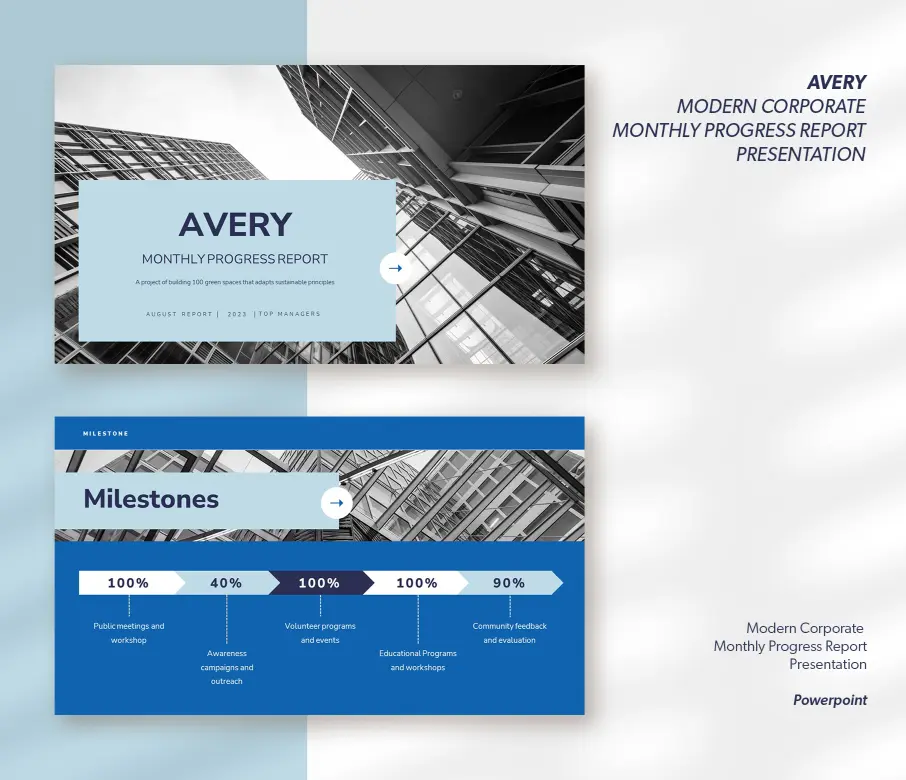 AVERY
MODERN CORPORATE
MONTHLY PROGRESS REPORT
PRESENTATION
AVERY
MONTHLY PROGRESS REPORT
A project of building 100 green spaces that adapts sustainable principles
AUGUST REPORT | 2023 | TOP MANAGERS
MILESTONE
Milestones
100% 40% 100% 100% 90%
Public meetings and
workshop
Awareness
campaigns and
outreach
Volunteer programs
and events
Educational Programs
and workshops
Community feedback
and evaluation
Modern Corporate
Monthly Progress Report
Presentation
Powerpoint